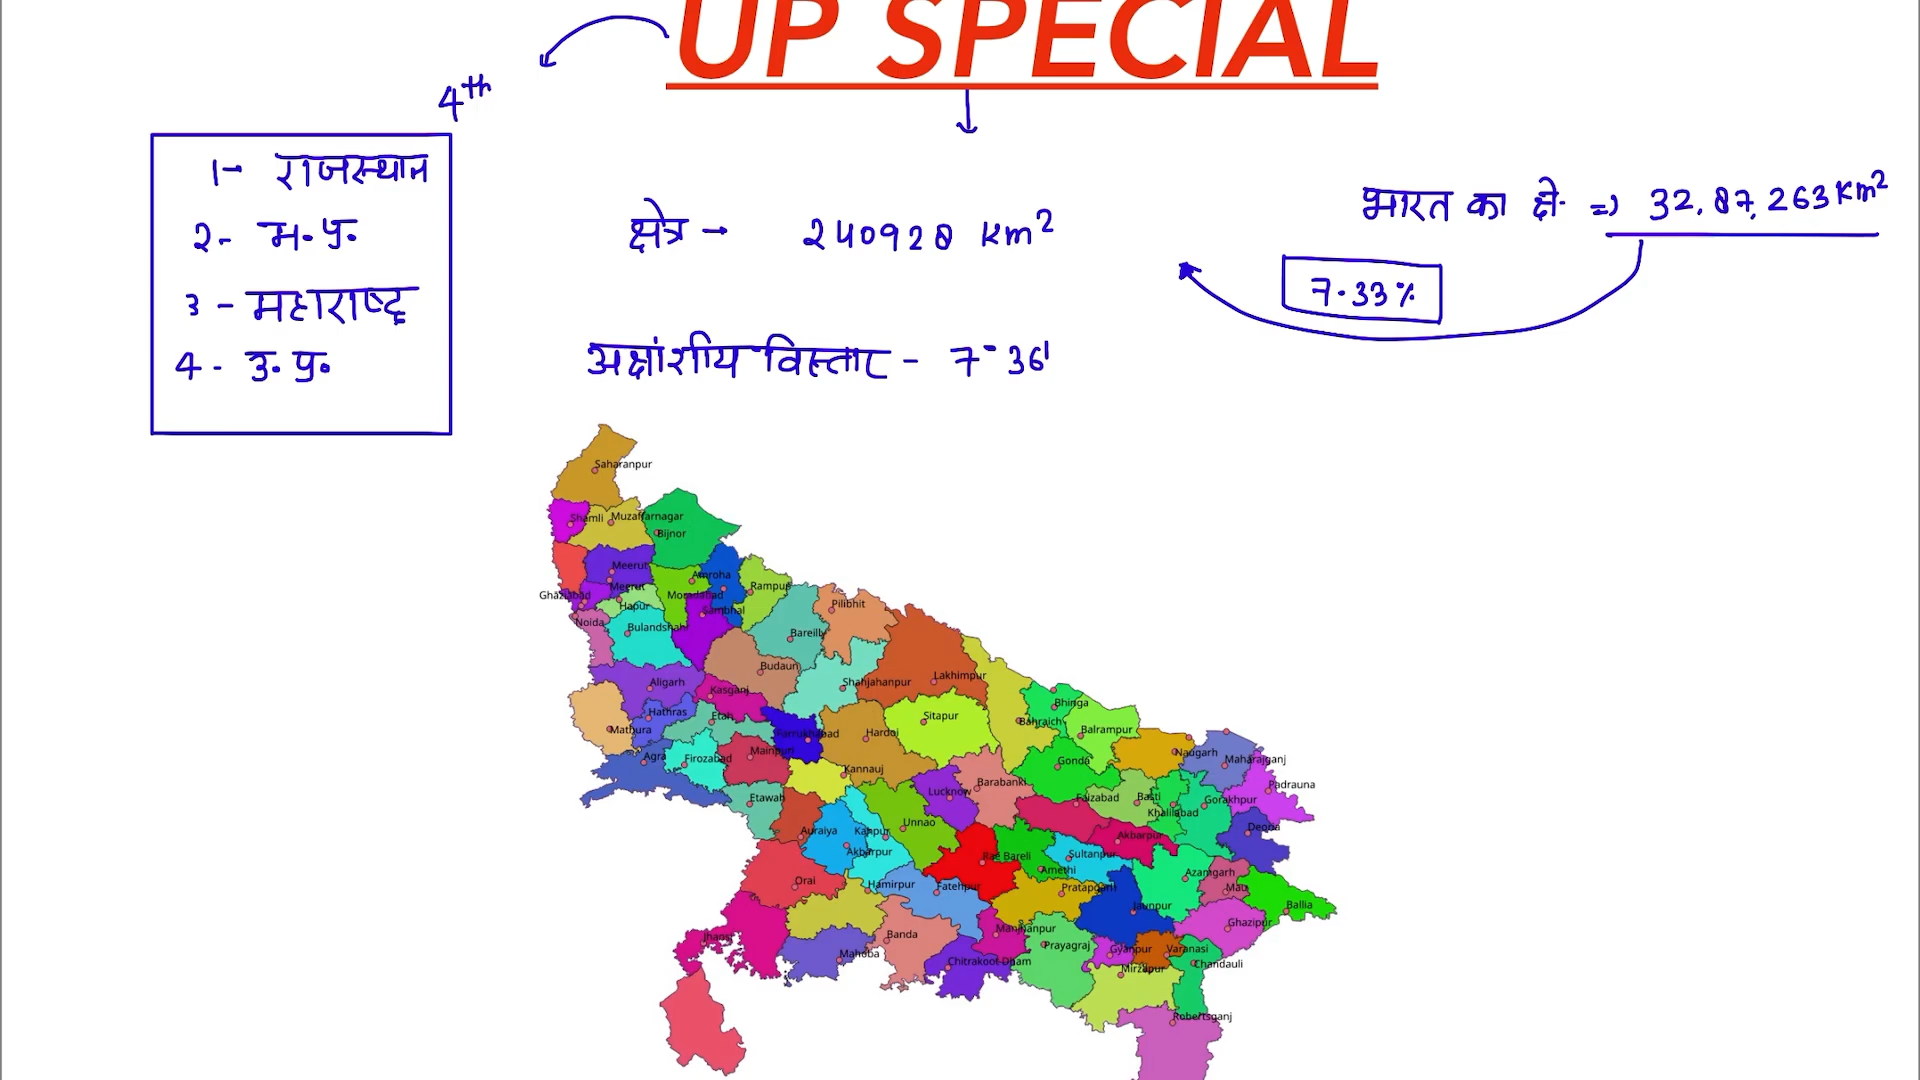 UP SPECIAL
4th
1- राजस्थान
2- म.प्र.
3 - महाराष्ट्र
4 - उ.प्र.
क्षेत्र → 240928 Km²
भारत का क्षे. => 32,87,263 Km²
7.33%
अक्षांशीय विस्तार - 7° 36'
Saharanpur
Shamli
Muzaffarnagar
Bijnor
Meerut
Amroha
Meerut
Rampur
Ghaziabad
Moradabad
Hapur
Sambhal
Pilibhit
Noida
Bulandshahr
Bareilly
Budaun
Aligarh
Kasganj
Shahjahanpur
Lakhimpur
Hathras
Etah
Sitapur
Bhinga
Bahraich
Mathura
Farrukhabad
Hardoi
Balrampur
Agra
Firozabad
Mainpuri
Naugarh
Maharajganj
Kannauj
Gonda
Barabanki
Padrauna
Etawah
Lucknow
Faizabad
Basti
Gorakhpur
Khalilabad
Auraiya
Kanpur
Unnao
Akbarpur
Deoria
Akbarpur
Rae Bareli
Sultanpur
Amethi
Azamgarh
Orai
Hamirpur
Fatehpur
Pratapgarh
Mau
Jaunpur
Ballia
Jhansi
Banda
Manjhanpur
Ghazipur
Mahoba
Prayagraj
Gyanpur
Varanasi
Chitrakoot Dham
Mirzapur
Chandauli
Robertsganj